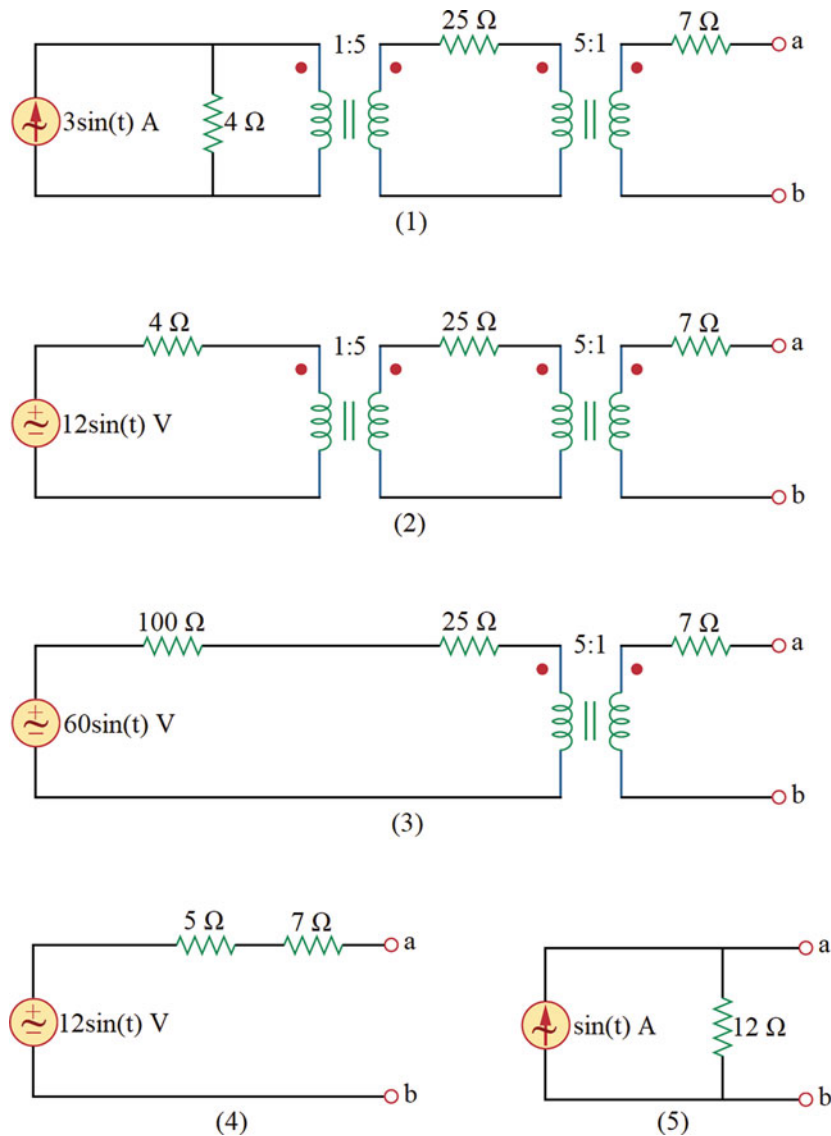 1:5 25 Ω 5:1 7 Ω
a
3sin(t) A 4 Ω
b
(1)
4 Ω 1:5 25 Ω 5:1 7 Ω
a
12sin(t) V
b
(2)
100 Ω 25 Ω 5:1 7 Ω
a
60sin(t) V
b
(3)
5 Ω 7 Ω
a
12sin(t) V
b
(4)
a
sin(t) A 12 Ω
b
(5)